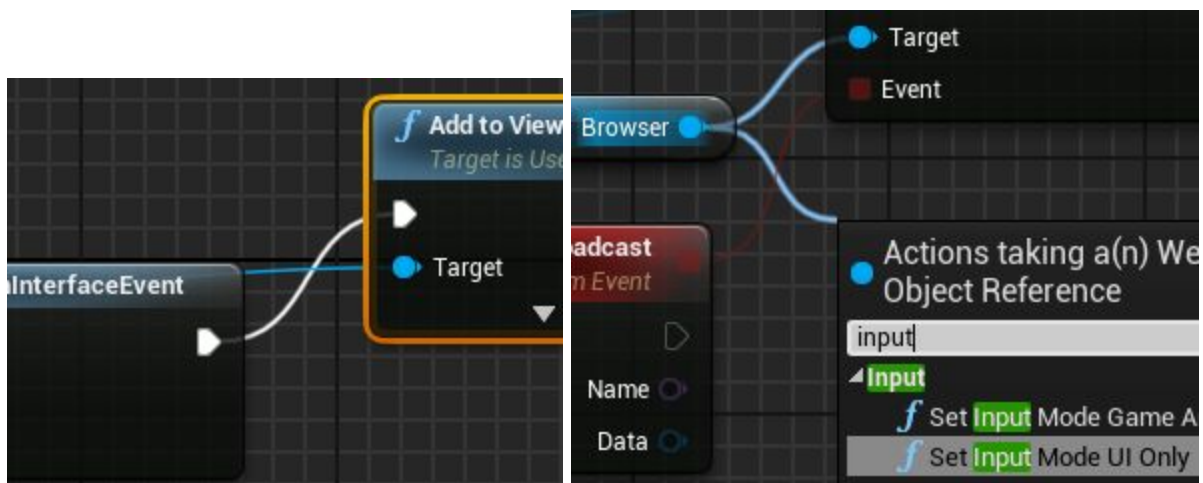 Add to View
Target is Use
Target
InterfaceEvent
Target
Event
Browser
adcast
m Event
Name
Data
Actions taking a(n) We
Object Reference
input
Input
Set Input Mode Game A
Set Input Mode UI Only